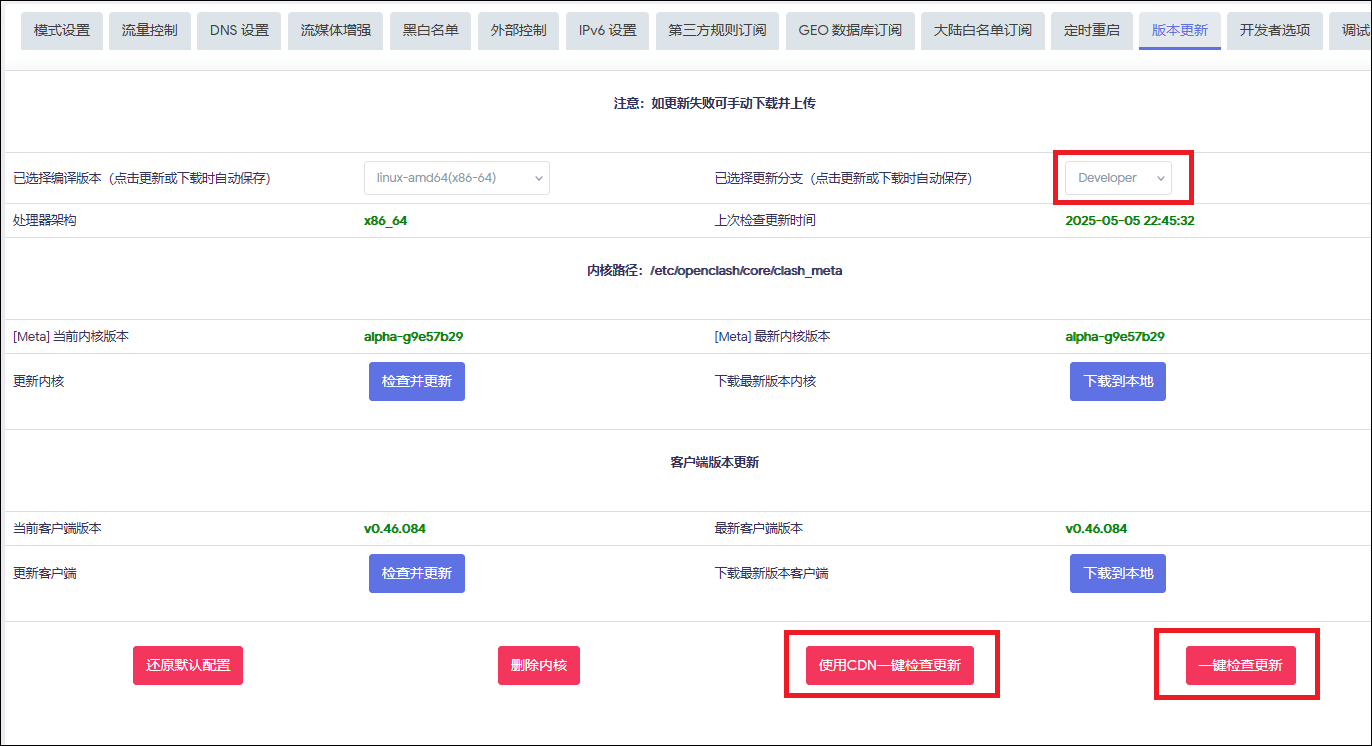 模式设置 流量控制 DNS 设置 流媒体增强 黑白名单 外部控制 IPv6 设置 第三方规则订阅 GEO 数据库订阅 大陆白名单订阅 定时重启 版本更新 开发者选项 调试
注意：如更新失败可手动下载并上传
已选择编译版本（点击更新或下载时自动保存） linux-amd64(x86-64) 已选择更新分支（点击更新或下载时自动保存） Developer
处理器架构 x86_64 上次检查更新时间 2025-05-05 22:45:32
内核路径：/etc/openclash/core/clash_meta
[Meta] 当前内核版本 alpha-g9e57b29 [Meta] 最新内核版本 alpha-g9e57b29
更新内核 检查并更新 下载最新版本内核 下载到本地
客户端版本更新
当前客户端版本 v0.46.084 最新客户端版本 v0.46.084
更新客户端 检查并更新 下载最新版本客户端 下载到本地
还原默认配置 删除内核 使用CDN一键检查更新 一键检查更新